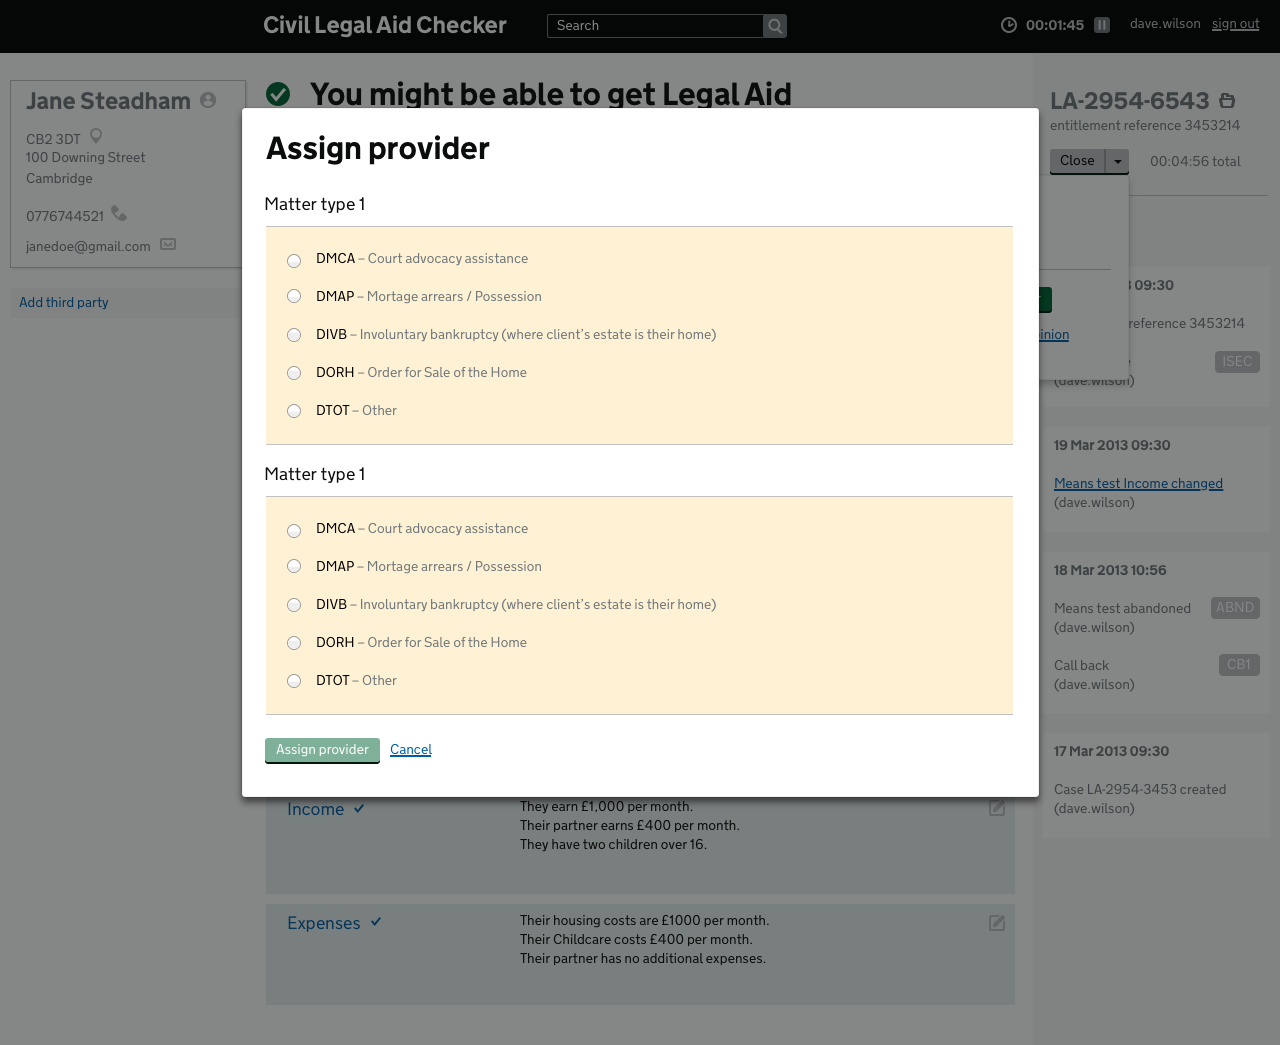 Civil Legal Aid Checker
Search
00:01:45
dave.wilson sign out
Jane Steadham
CB2 3DT
100 Downing Street
Cambridge
0776744521
janedoe@gmail.com
Add third party
You might be able to get Legal Aid
Assign provider
Matter type 1
DMCA – Court advocacy assistance
DMAP – Mortage arrears / Possession
DIVB – Involuntary bankruptcy (where client's estate is their home)
DORH – Order for Sale of the Home
DTOT – Other
Matter type 1
DMCA – Court advocacy assistance
DMAP – Mortage arrears / Possession
DIVB – Involuntary bankruptcy (where client's estate is their home)
DORH – Order for Sale of the Home
DTOT – Other
Assign provider Cancel
Income
They earn £1,000 per month.
Their partner earns £400 per month.
They have two children over 16.
Expenses
Their housing costs are £1000 per month.
Their Childcare costs £400 per month.
Their partner has no additional expenses.
LA-2954-6543
entitlement reference 3453214
Close
00:04:56 total
09:30
reference 3453214
ISEC
(dave.wilson)
19 Mar 2013 09:30
Means test Income changed
(dave.wilson)
18 Mar 2013 10:56
Means test abandoned ABND
(dave.wilson)
Call back CB1
(dave.wilson)
17 Mar 2013 09:30
Case LA-2954-3453 created
(dave.wilson)